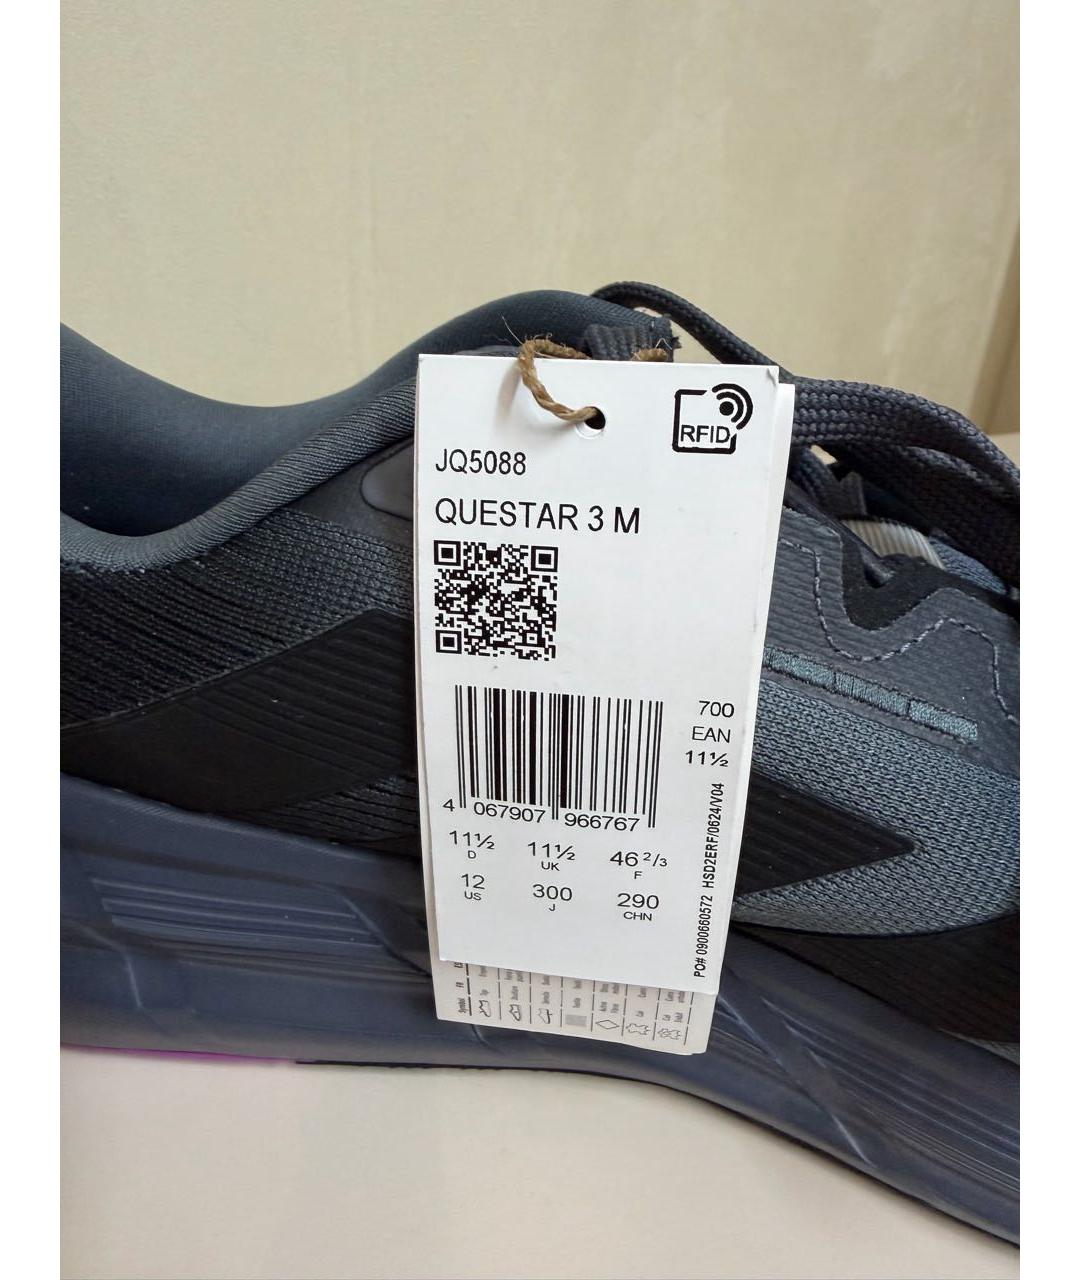 RFID
JQ5088
QUESTAR 3 M
700
EAN
11½
4 067907 966767
11½ D
11½ UK
46 2/3 F
12 US
300 J
290 CHN
PO# 0900660572 HSD2ERF/0624/V04